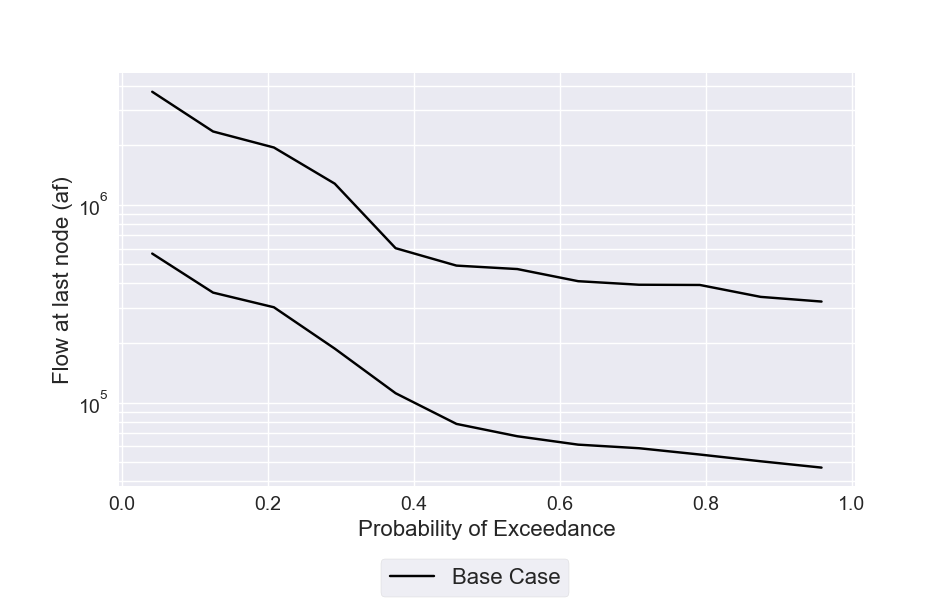 Flow at last node (af)
10^6
10^5
0.0 0.2 0.4 0.6 0.8 1.0
Probability of Exceedance
Base Case